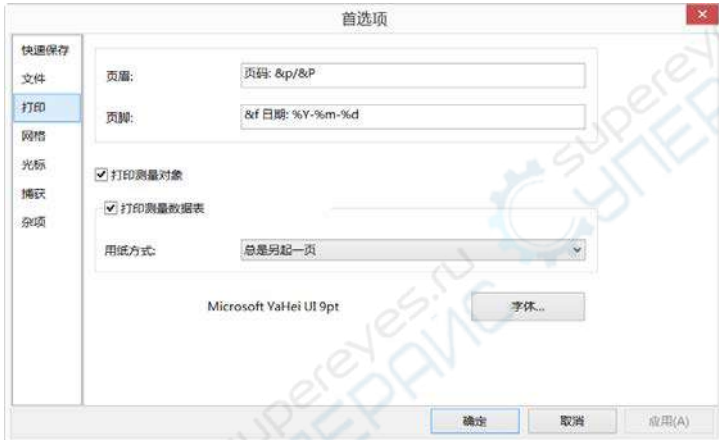 首选项
快速保存
文件
打印
网格
光标
捕获
杂项
页眉:
页码: &p/&P
页脚:
&f 日期: %Y-%m-%d
打印测量对象
打印测量数据表
用纸方式:
总是另起一页
Microsoft YaHei UI 9pt
字体...
确定
取消
应用(A)
supereyes.ru
СУПЕРАЙС